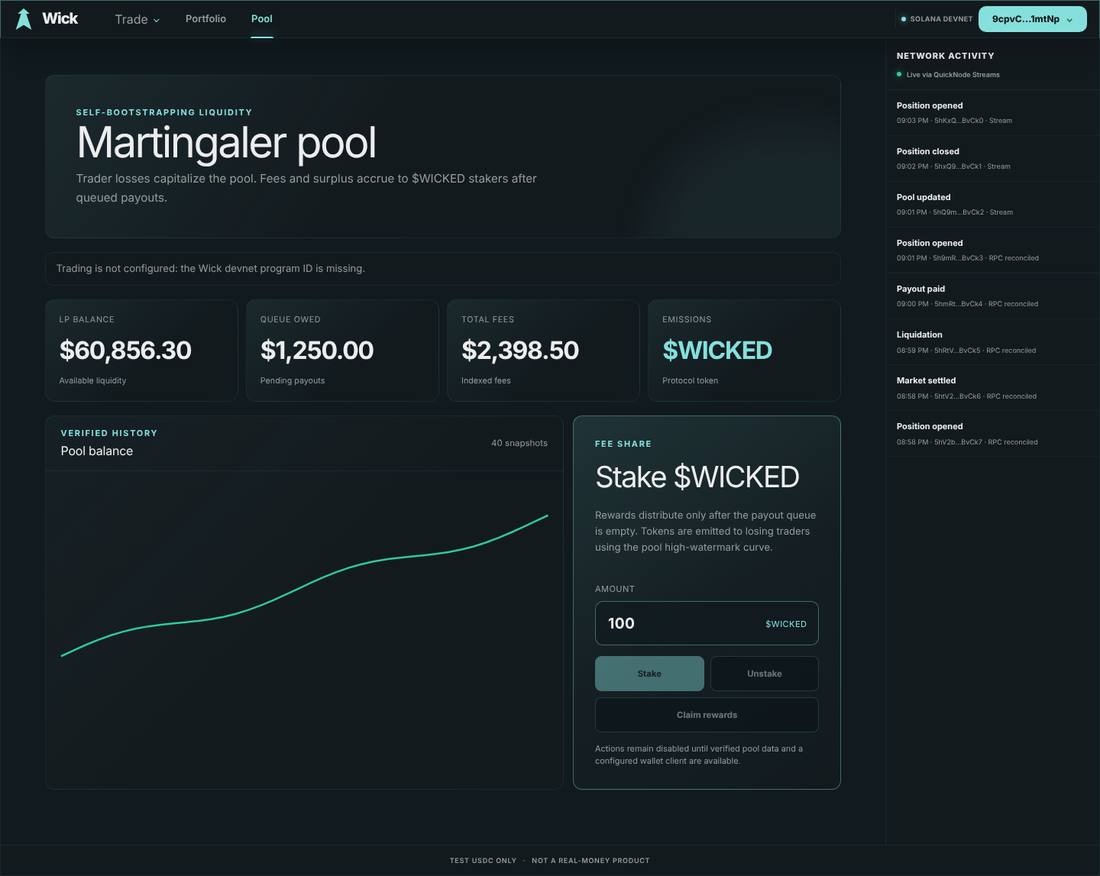 Wick
Trade
Portfolio
Pool
SOLANA DEVNET
9cpvC...1mtNp
SELF-BOOTSTRAPPING LIQUIDITY
Martingaler pool
Trader losses capitalize the pool. Fees and surplus accrue to $WICKED stakers after
queued payouts.
Trading is not configured: the Wick devnet program ID is missing.
LP BALANCE
$60,856.30
Available liquidity
QUEUE OWED
$1,250.00
Pending payouts
TOTAL FEES
$2,398.50
Indexed fees
EMISSIONS
$WICKED
Protocol token
VERIFIED HISTORY
Pool balance
40 snapshots
FEE SHARE
Stake $WICKED
Rewards distribute only after the payout queue
is empty. Tokens are emitted to losing traders
using the pool high-watermark curve.
AMOUNT
100
$WICKED
Stake
Unstake
Claim rewards
Actions remain disabled until verified pool data and a
configured wallet client are available.
NETWORK ACTIVITY
Live via QuickNode Streams
Position opened
09:03 PM · 5hKxQ...BvCk0 · Stream
Position closed
09:02 PM · 5hxQ9...BvCk1 · Stream
Pool updated
09:01 PM · 5hQ9m...BvCk2 · Stream
Position opened
09:01 PM · 5h9mR...BvCk3 · RPC reconciled
Payout paid
09:00 PM · 5hmRt...BvCk4 · RPC reconciled
Liquidation
08:59 PM · 5hRtV...BvCk5 · RPC reconciled
Market settled
08:58 PM · 5htV2...BvCk6 · RPC reconciled
Position opened
08:58 PM · 5hV2b...BvCk7 · RPC reconciled
TEST USDC ONLY · NOT A REAL-MONEY PRODUCT